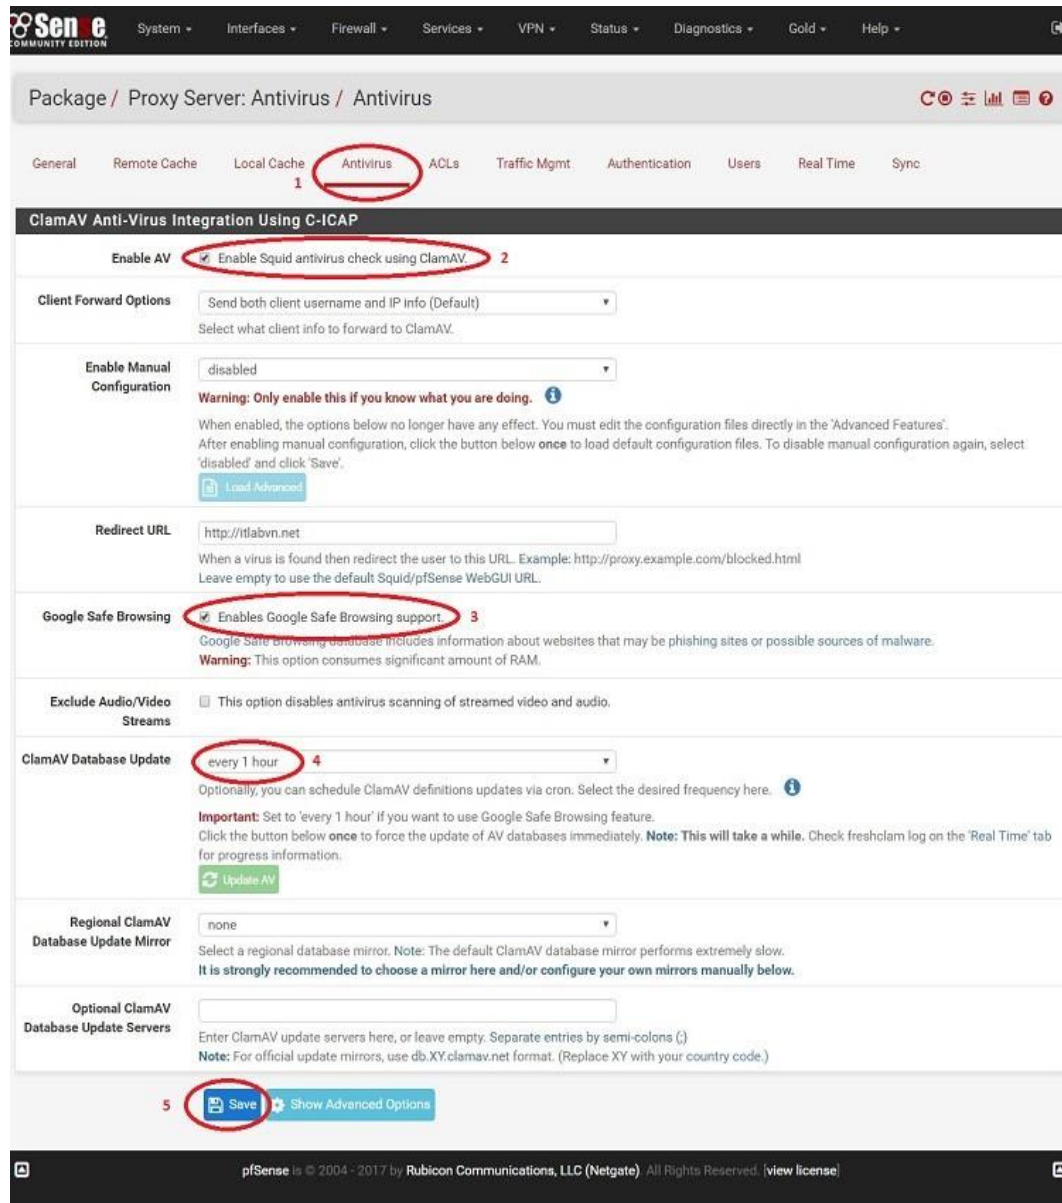 Sense
COMMUNITY EDITION
System Interfaces Firewall Services VPN Status Diagnostics Gold Help
Package / Proxy Server: Antivirus / Antivirus
General Remote Cache Local Cache Antivirus ACLs Traffic Mgmt Authentication Users Real Time Sync
1
ClamAV Anti-Virus Integration Using C-ICAP
Enable AV Enable Squid antivirus check using ClamAV. 2
Client Forward Options Send both client username and IP info (Default)
Select what client info to forward to ClamAV.
Enable Manual Configuration disabled
Warning: Only enable this if you know what you are doing.
When enabled, the options below no longer have any effect. You must edit the configuration files directly in the 'Advanced Features'.
After enabling manual configuration, click the button below once to load default configuration files. To disable manual configuration again, select
'disabled' and click 'Save'.
Load Advanced
Redirect URL http://itlabvn.net
When a virus is found then redirect the user to this URL. Example: http://proxy.example.com/blocked.html
Leave empty to use the default Squid/pfSense WebGUI URL.
Google Safe Browsing Enables Google Safe Browsing support. 3
Google Safe Browsing database includes information about websites that may be phishing sites or possible sources of malware.
Warning: This option consumes significant amount of RAM.
Exclude Audio/Video Streams This option disables antivirus scanning of streamed video and audio.
ClamAV Database Update every 1 hour 4
Optionally, you can schedule ClamAV definitions updates via cron. Select the desired frequency here.
Important: Set to 'every 1 hour' if you want to use Google Safe Browsing feature.
Click the button below once to force the update of AV databases immediately. Note: This will take a while. Check freshclam log on the 'Real Time' tab
for progress information.
Update AV
Regional ClamAV Database Update Mirror none
Select a regional database mirror. Note: The default ClamAV database mirror performs extremely slow.
It is strongly recommended to choose a mirror here and/or configure your own mirrors manually below.
Optional ClamAV Database Update Servers
Enter ClamAV update servers here, or leave empty. Separate entries by semi-colons (;)
Note: For official update mirrors, use db.XY.clamav.net format. (Replace XY with your country code.)
5 Save Show Advanced Options
pfSense is © 2004 - 2017 by Rubicon Communications, LLC (Netgate). All Rights Reserved. [view license]